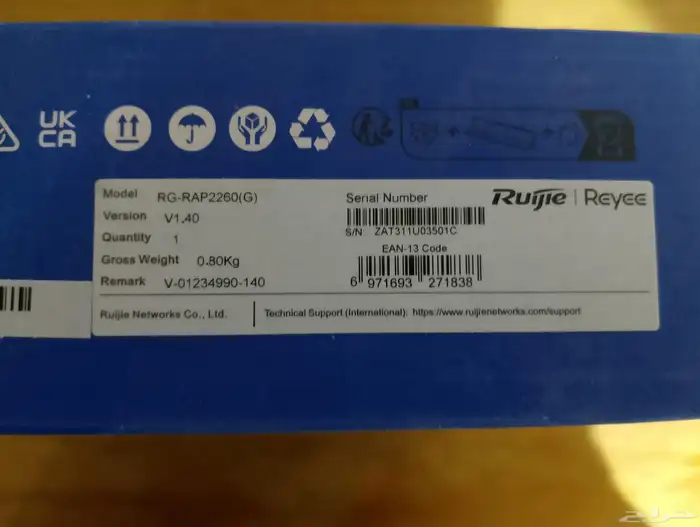 UK
CA
Model RG-RAP2260(G)
Version V1.40
Quantity 1
Gross Weight 0.80Kg
Remark V-01234990-140
Serial Number
S/N ZAT311U03501C
EAN-13 Code
6 971693 271838
Ruijie | Reyee
Ruijie Networks Co., Ltd.
Technical Support (International): https://www.ruijienetworks.com/support
حراج